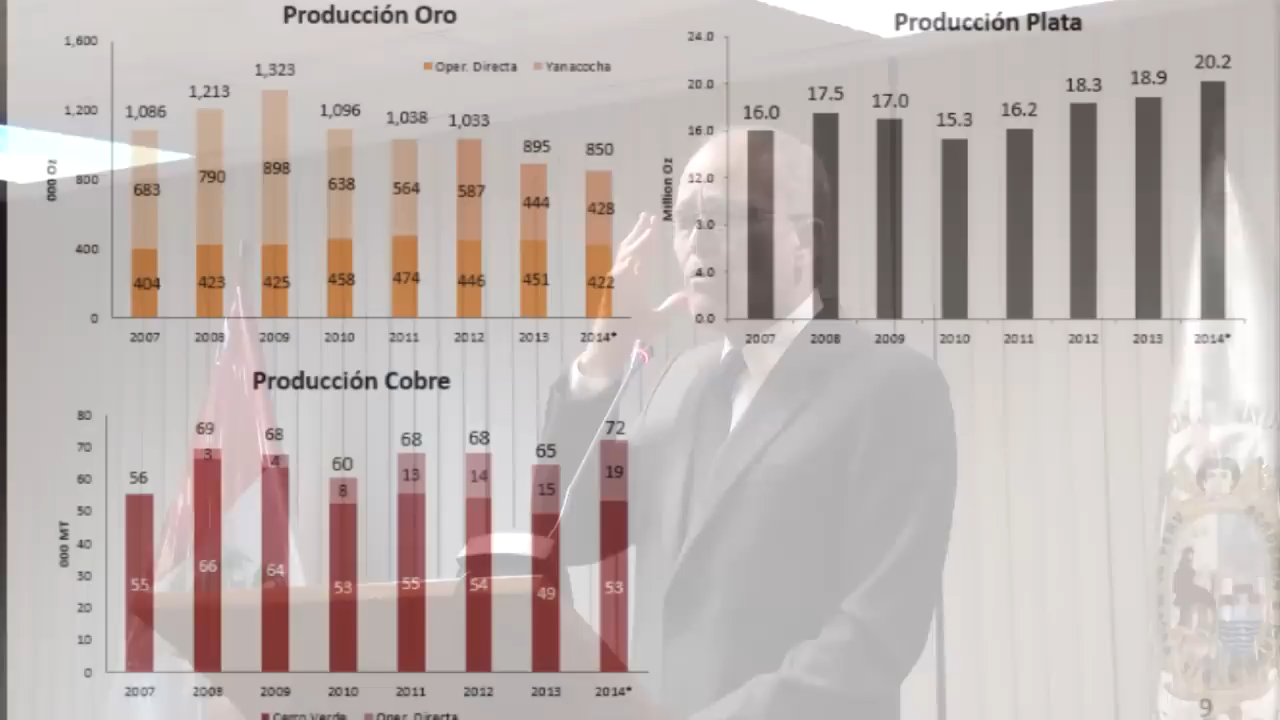 Producción Oro
1,600
1,200
800
400
0
000 Oz
Oper. Directa Yanacocha
1,086 1,213 1,323 1,096 1,038 1,033 895 850
683 790 898 638 564 587 444 428
404 423 425 458 474 446 451 422
2007 2008 2009 2010 2011 2012 2013 2014*
Producción Plata
24.0
20.0
16.0
12.0
4.0
0.0
Million Oz
16.0 17.5 17.0 15.3 16.2 18.3 18.9 20.2
2007 2008 2009 2010 2011 2012 2013 2014*
Producción Cobre
80
70
60
50
40
30
20
10
0
000 MT
56 69 68 60 68 68 65 72
3 4 8 13 14 15 19
55 66 64 53 55 54 49 53
2007 2008 2009 2010 2011 2012 2013 2014*
Cerro Verde Oper. Directa
9